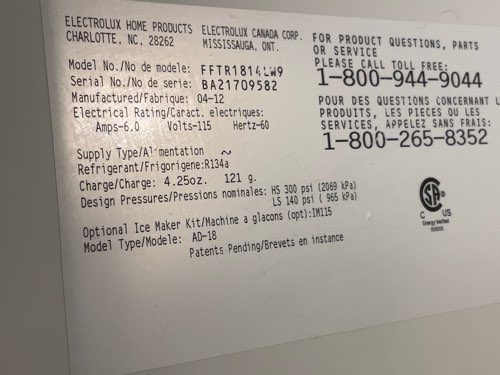 ELECTROLUX HOME PRODUCTS
CHARLOTTE, NC. 28262
ELECTROLUX CANADA CORP.
MISSISSAUGA, ONT.
Model No./No de modele: FFTR1814LW9
Serial No./No de série: BA21709582
Manufactured/Fabrique: 04-12
Electrical Rating/Caract. electriques:
Amps-6.0 Volts-115 Hertz-60
Supply Type/Alimentation ~
Refrigerant/Frigorigene:R134a
Charge/Charge: 4.25oz. 121 g.
Design Pressures/Pressions nominales: HS 300 psi (2069 kPa)
LS 140 psi ( 965 kPa)
Optional Ice Maker Kit/Machine a glacons (opt):IM115
Model Type/Modele: AD-18
Patents Pending/Brevets en instance
FOR PRODUCT QUESTIONS, PARTS
OR SERVICE
PLEASE CALL TOLL FREE:
1-800-944-9044
POUR DES QUESTIONS CONCERNANT L
PRODUITS, LES PIECES OU LES
SERVICES, APPELEZ SANS FRAIS:
1-800-265-8352
C US
Energy Verified